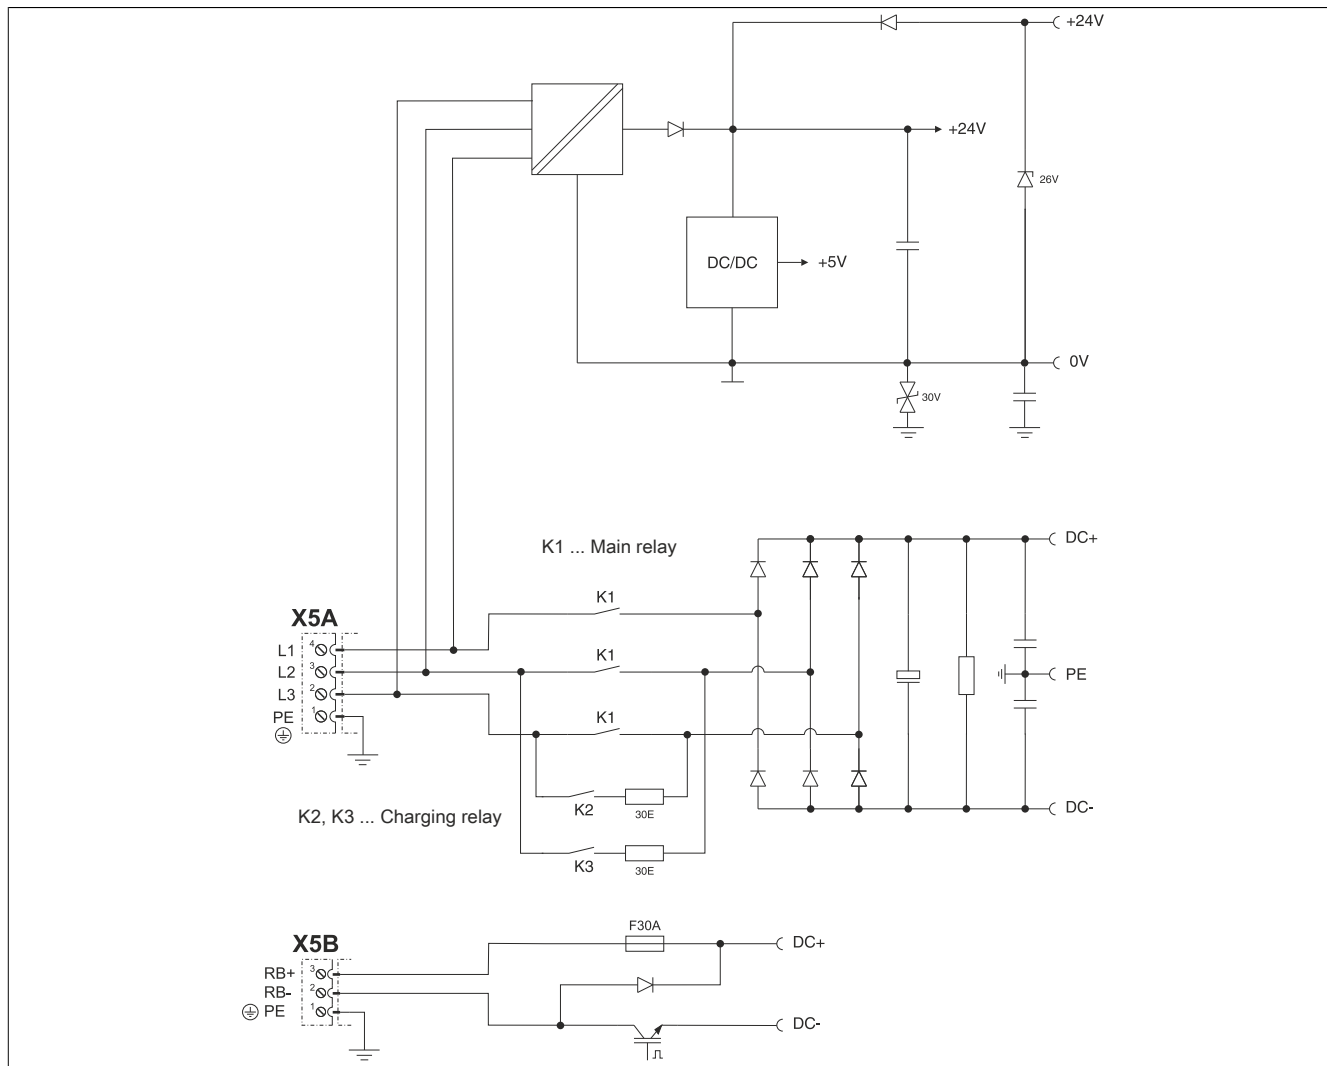 +24V
+24V
26V
DC/DC
+5V
0V
30V
K1 ... Main relay
DC+
K1
X5A
L1 4
L2 3
L3 2
PE 1
K1
PE
K1
K2
30E
DC-
K2, K3 ... Charging relay
K3
30E
F30A
X5B
DC+
RB+ 3
RB- 2
PE 1
DC-